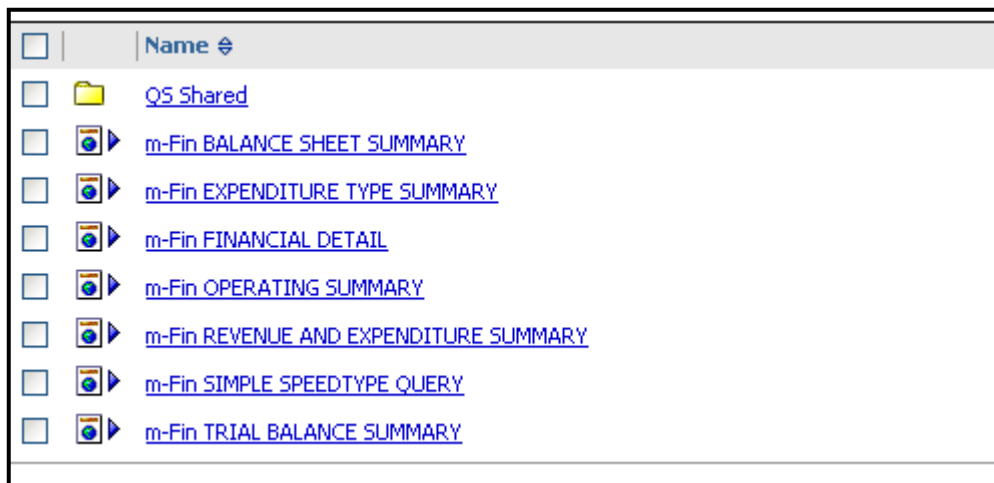 Name
QS Shared
m-Fin BALANCE SHEET SUMMARY
m-Fin EXPENDITURE TYPE SUMMARY
m-Fin FINANCIAL DETAIL
m-Fin OPERATING SUMMARY
m-Fin REVENUE AND EXPENDITURE SUMMARY
m-Fin SIMPLE SPEEDTYPE QUERY
m-Fin TRIAL BALANCE SUMMARY